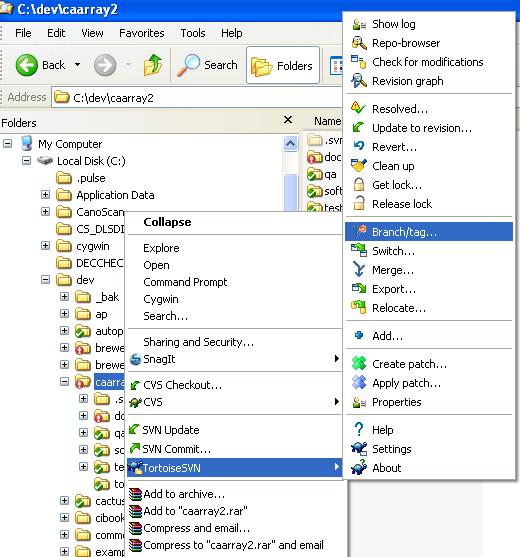 C:\dev\caarray2
File Edit View Favorites Tools Help
Back Search Folders
Address C:\dev\caarray2
Folders
My Computer
Local Disk (C:)
.pulse
Application Data
CanoScan
CS_DLSDI
cygwin
DECCHEC
dev
_bak
ap
autop
brewe
brewe
caarra
.s
do
qa
so
te
to
cactus
cibook
comm
examp
Name
.svn
doc
qa
soft
test
Collapse
Explore
Open
Command Prompt
Cygwin
Search...
Sharing and Security...
SnagIt
CVS Checkout...
CVS
SVN Update
SVN Commit...
TortoiseSVN
Add to archive...
Add to "caarray2.rar"
Compress and email...
Compress to "caarray2.rar" and email
Show log
Repo-browser
Check for modifications
Revision graph
Resolved...
Update to revision...
Revert...
Clean up
Get lock...
Release lock
Branch/tag...
Switch...
Merge...
Export...
Relocate...
Add...
Create patch...
Apply patch...
Properties
Help
Settings
About